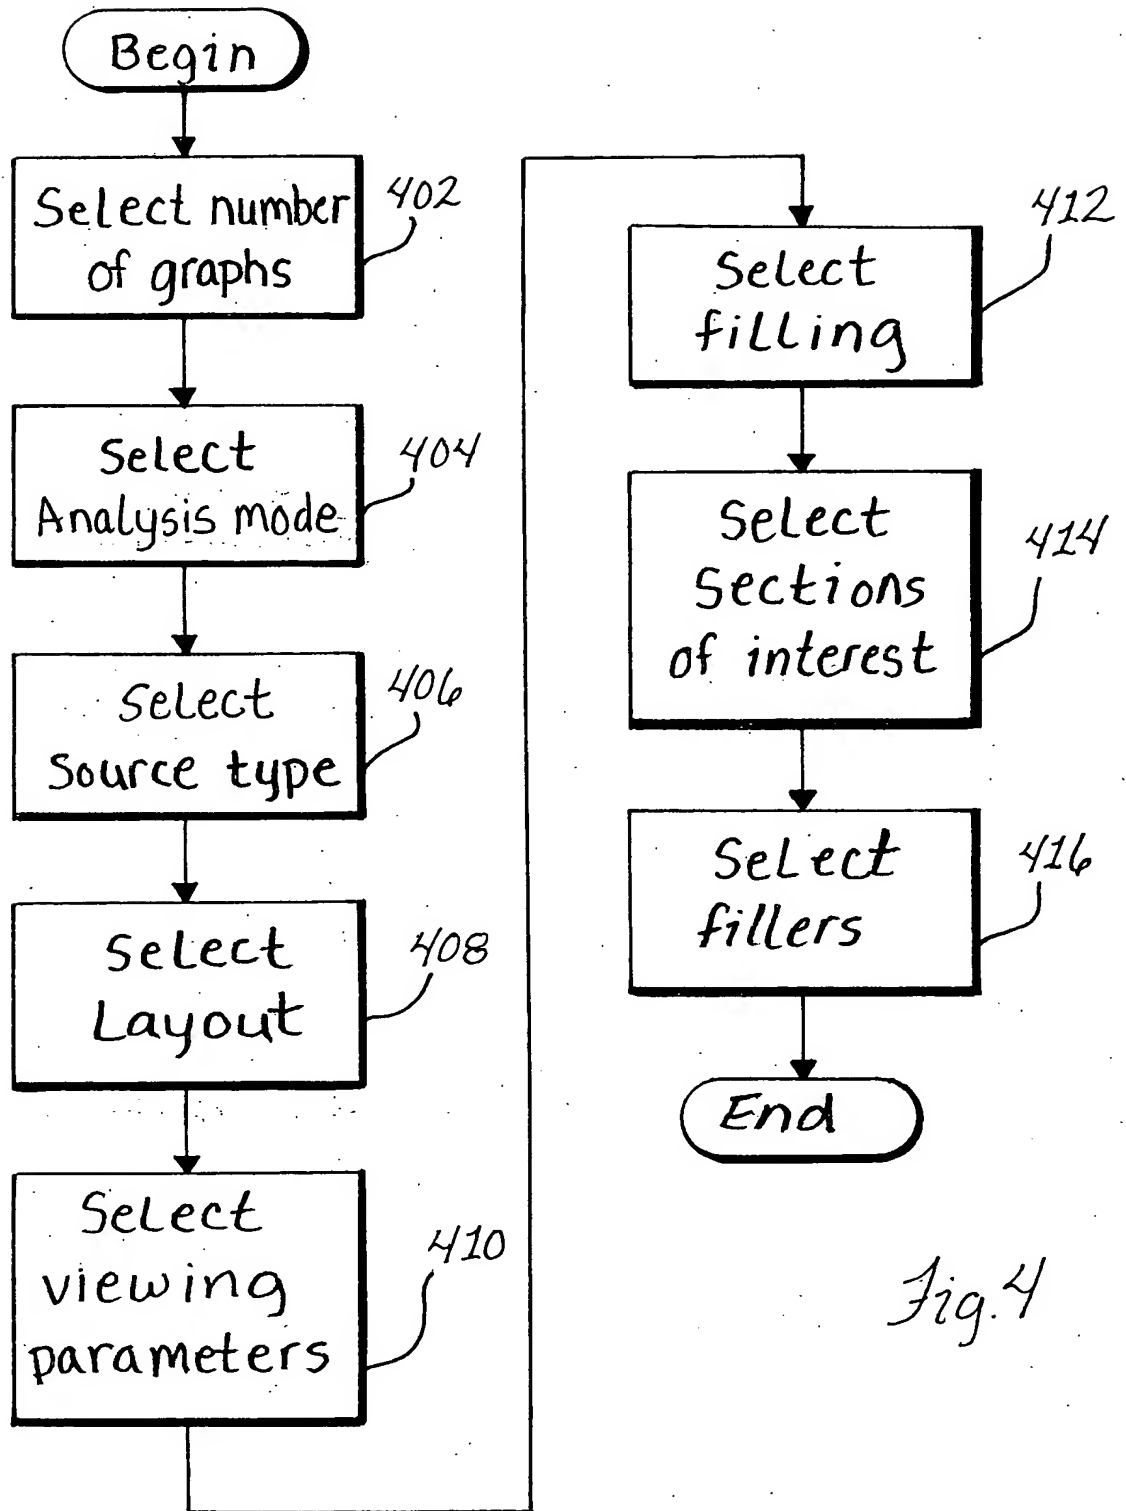 Begin
Select number
of graphs
402
Select
Analysis mode
404
Select
Source type
406
Select
Layout
408
Select
viewing
parameters
410
Select
filling
412
Select
Sections
of interest
414
Select
fillers
416
End
Fig. 4